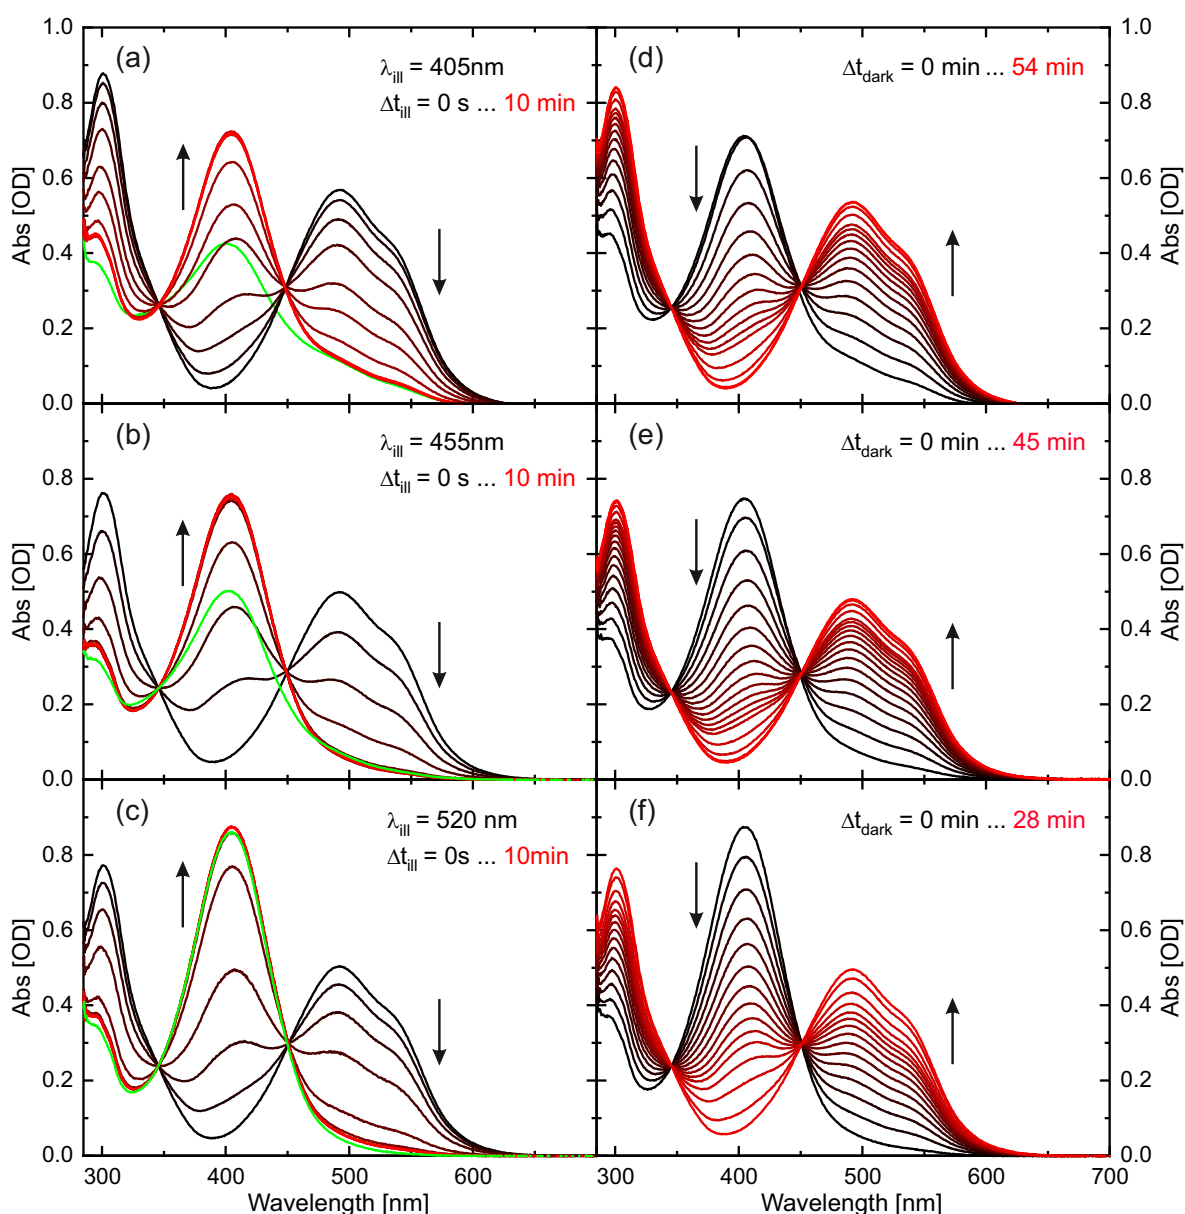 (a)
λill = 405nm
Δtill = 0 s ... 10 min
(d)
Δtdark = 0 min ... 54 min
1.0
0.8
0.6
0.4
0.2
0.0
Abs [OD]
1.0
0.8
0.6
0.4
0.2
0.0
Abs [OD]
(b)
λill = 455nm
Δtill = 0 s ... 10 min
(e)
Δtdark = 0 min ... 45 min
0.8
0.6
0.4
0.2
0.0
Abs [OD]
0.8
0.6
0.4
0.2
0.0
Abs [OD]
(c)
λill = 520 nm
Δtill = 0s ... 10min
(f)
Δtdark = 0 min ... 28 min
0.8
0.6
0.4
0.2
0.0
Abs [OD]
0.8
0.6
0.4
0.2
0.0
Abs [OD]
300 400 500 600
Wavelength [nm]
300 400 500 600 700
Wavelength [nm]